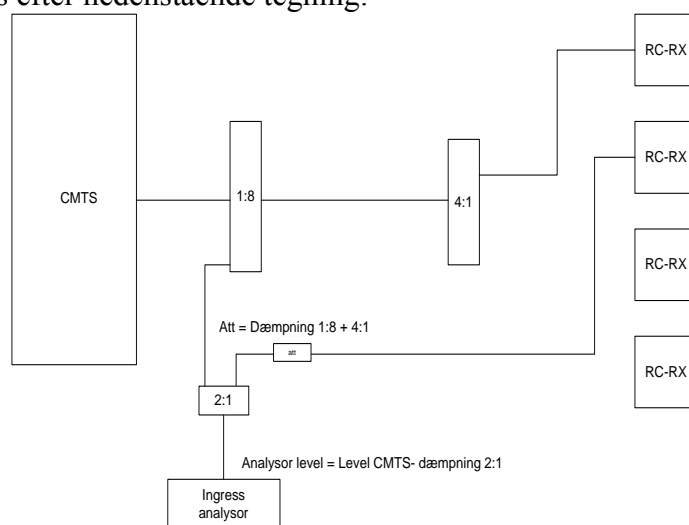 efter nedenstående tegning.
RC-RX
CMTS
1:8
4:1
RC-RX
RC-RX
Att = Dæmpning 1:8 + 4:1
att
RC-RX
2:1
Analysor level = Level CMTS- dæmpning 2:1
Ingress
analysor